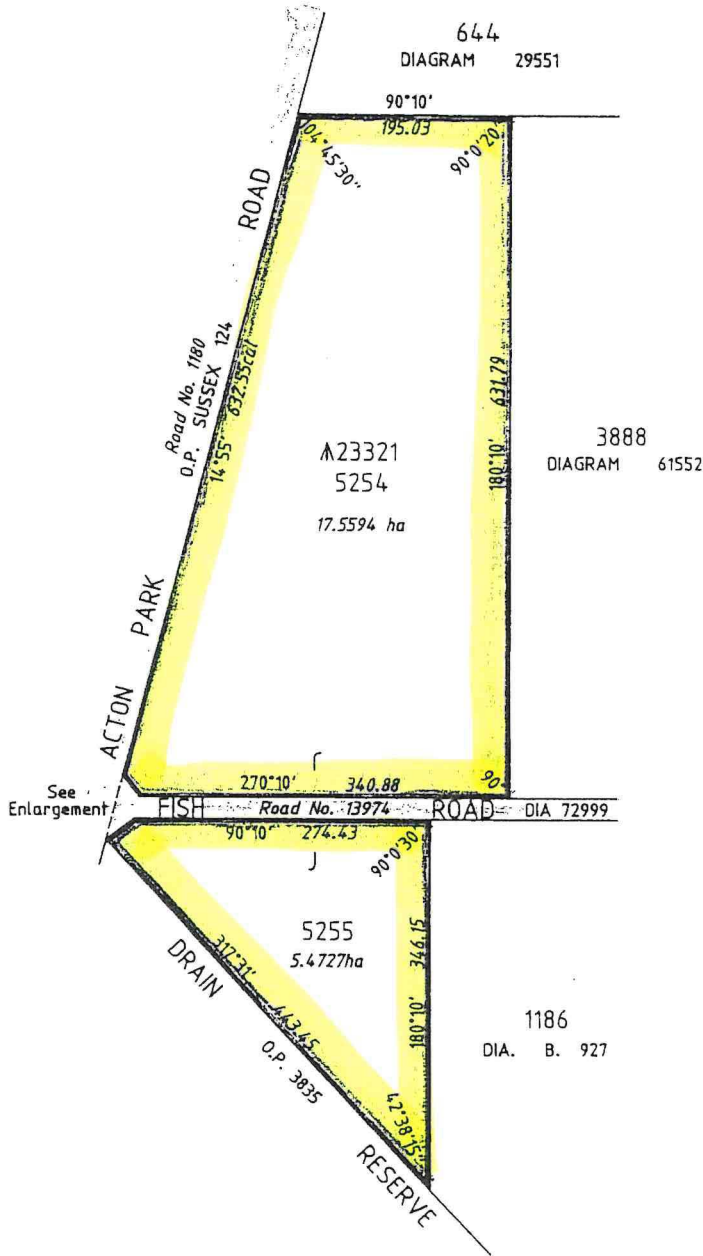 644
DIAGRAM 29551
90°10'
195.03
104°45'30"
90°0'20"
ROAD
Road No. 1180
O.P. SUSSEX 124
14°55' 632.55cal
631.79
180°10'
23321
5254
17.5594 ha
3888
DIAGRAM 61552
PARK
ACTON
90°
270°10' 340.88
See
Enlargement
FISH Road No. 13974 ROAD DIA 72999
90°10' 274.43
90°0'30"
5255
5.4727ha
346.15
180°10'
317°31' 443.45
DRAIN
O.P. 3835
1186
DIA. B. 927
42°38'15"
RESERVE